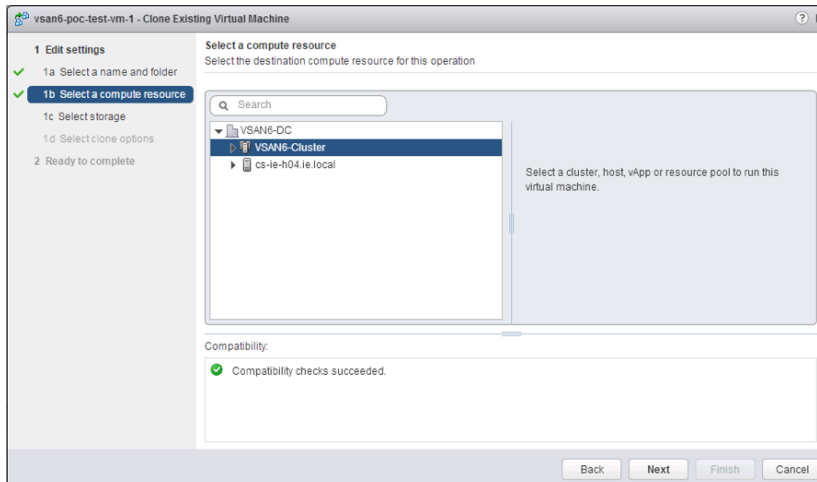 vsan6-poc-test-vm-1 - Clone Existing Virtual Machine
?
1 Edit settings
1a Select a name and folder
1b Select a compute resource
1c Select storage
1d Select clone options
2 Ready to complete
Select a compute resource
Select the destination compute resource for this operation
Search
VSAN6-DC
VSAN6-Cluster
cs-ie-h04.ie.local
Select a cluster, host, vApp or resource pool to run this
virtual machine.
Compatibility:
Compatibility checks succeeded.
Back Next Finish Cancel